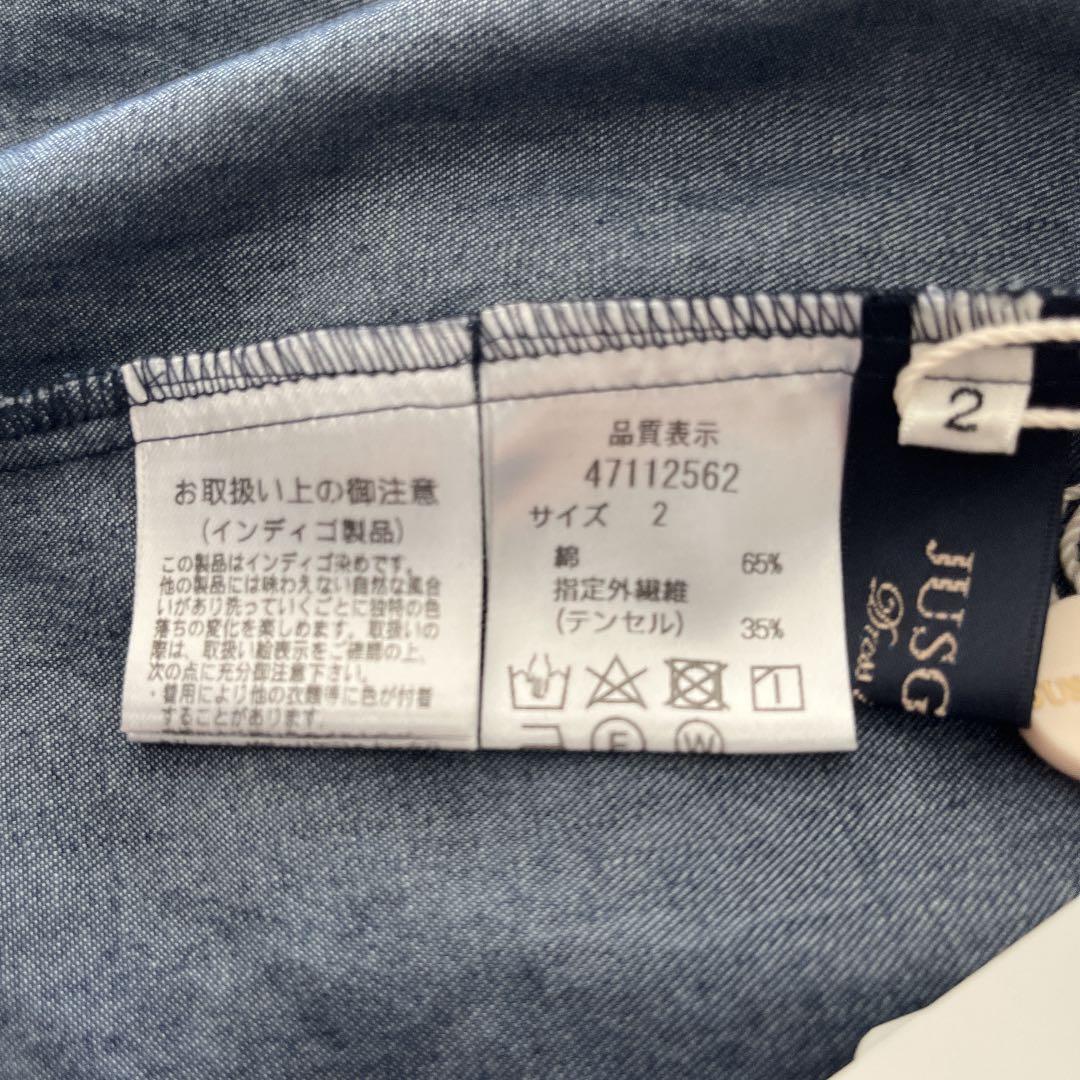 お取扱い上の御注意
(インディゴ製品)
この製品はインディゴ染めです。
他の製品には味わえない自然な風合
いがあり洗っていくごとに独特の色
落ちの変化を楽しめます。取扱いの
際は、取扱い絵表示をご確認の上、
次の点に充分御注意下さい。
・着用により他の衣類等に色が付着
することがあります。
品質表示
47112562
サイズ 2
綿 65%
指定外繊維
(テンセル) 35%
F W
2
JUSG
Dress